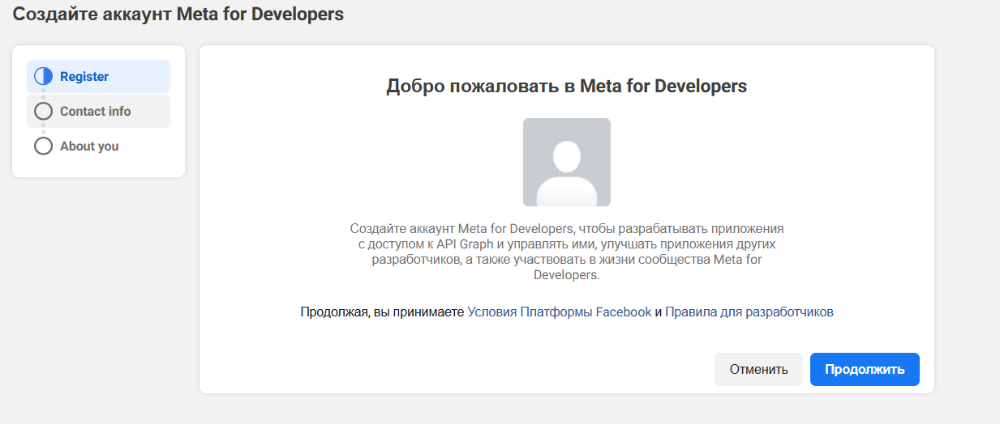 Создайте аккаунт Meta for Developers
Register
Contact info
About you
Добро пожаловать в Meta for Developers
Создайте аккаунт Meta for Developers, чтобы разрабатывать приложения
с доступом к API Graph и управлять ими, улучшать приложения других
разработчиков, а также участвовать в жизни сообщества Meta for
Developers.
Продолжая, вы принимаете Условия Платформы Facebook и Правила для разработчиков
Отменить
Продолжить